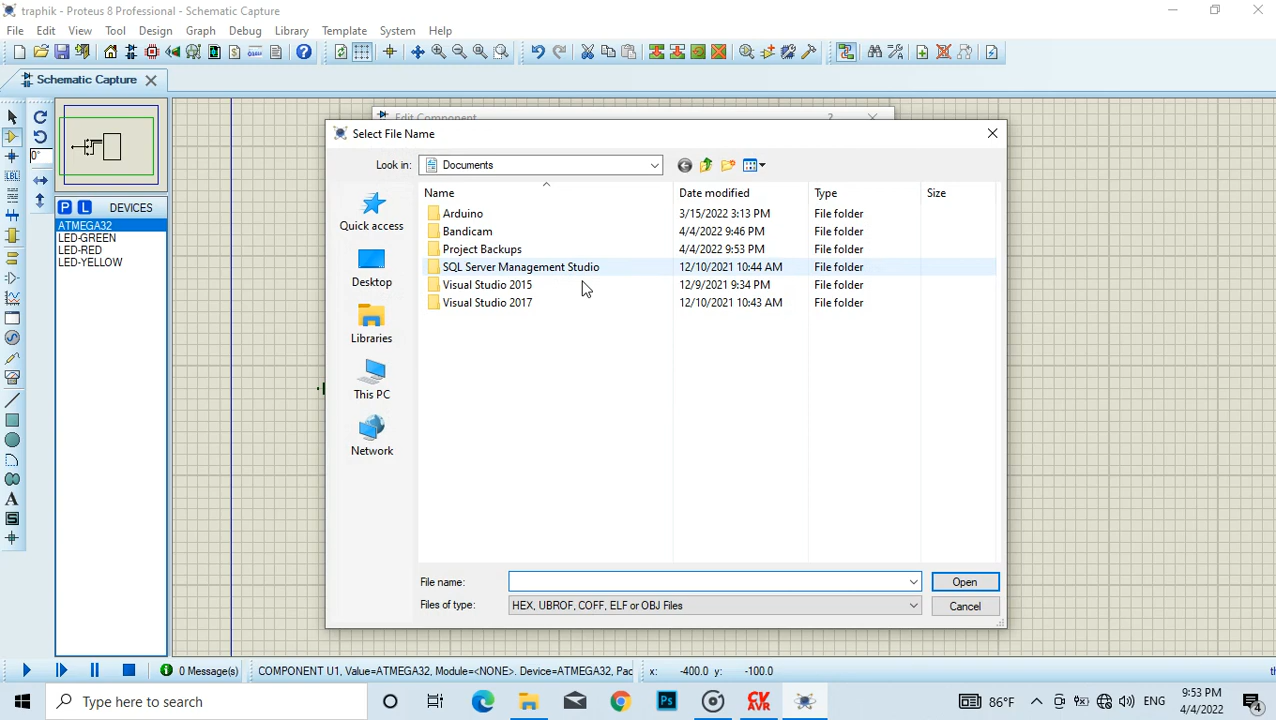 traphik - Proteus 8 Professional - Schematic Capture
File Edit View Tool Design Graph Debug Library Template System Help
Schematic Capture
Edit Component
Select File Name
Look in: Documents
0°
LBL
P L DEVICES
ATMEGA32
LED-GREEN
LED-RED
LED-YELLOW
Quick access
Desktop
Libraries
This PC
Network
Name Date modified Type Size
Arduino 3/15/2022 3:13 PM File folder
Bandicam 4/4/2022 9:46 PM File folder
Project Backups 4/4/2022 9:53 PM File folder
SQL Server Management Studio 12/10/2021 10:44 AM File folder
Visual Studio 2015 12/9/2021 9:34 PM File folder
Visual Studio 2017 12/10/2021 10:43 AM File folder
File name: Open
Files of type: HEX, UBROF, COFF, ELF or OBJ Files Cancel
0 Message(s) COMPONENT U1, Value=ATMEGA32, Module=<NONE>. Device=ATMEGA32, Pac x: -400.0 y: -100.0 th
Type here to search Ps CV AVR 86°F ENG 9:53 PM
4/4/2022 4